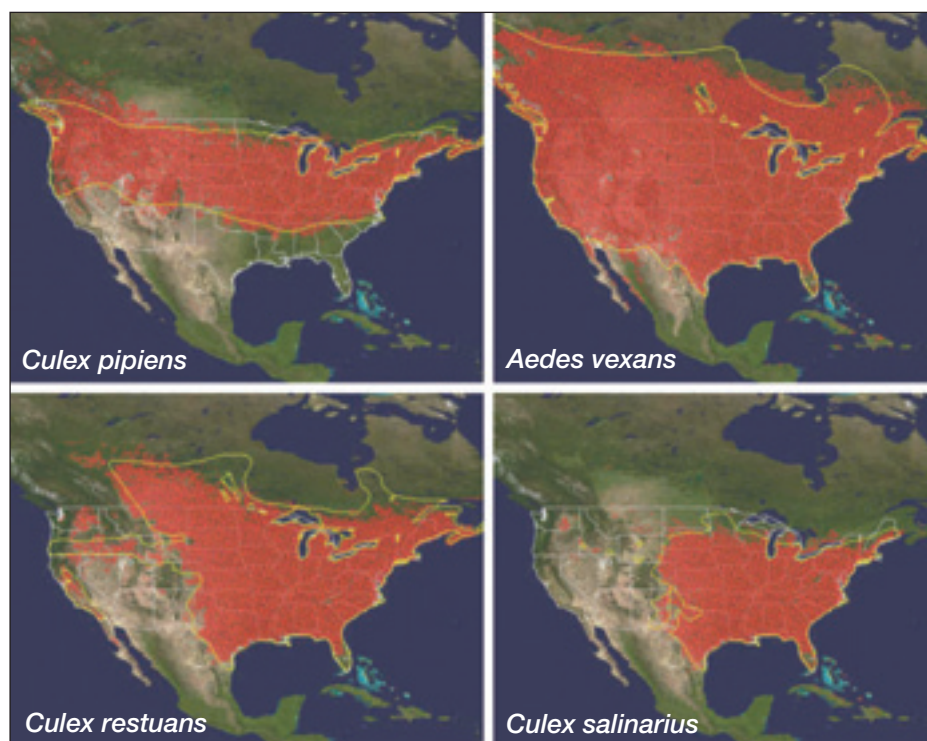 Culex pipiens
Aedes vexans
Culex restuans
Culex salinarius